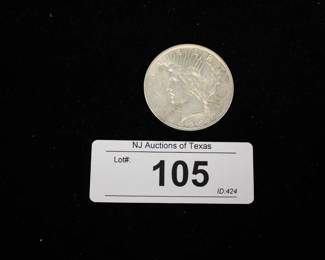 NJ Auctions of Texas
Lot#:
105
ID:424